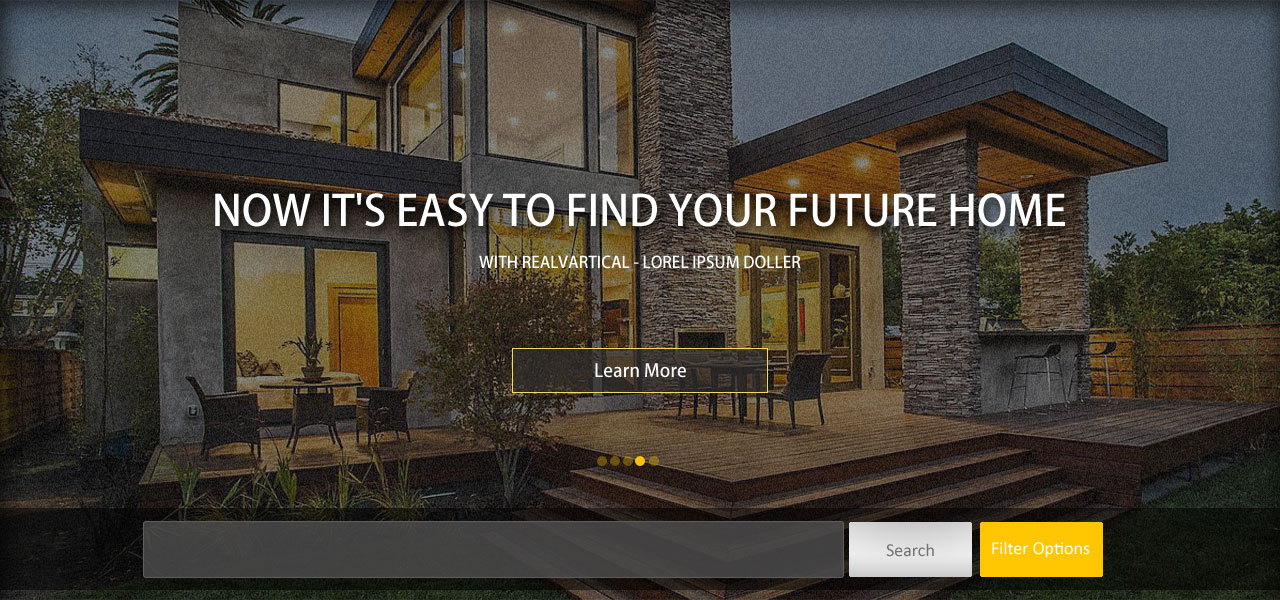 NOW IT'S EASY TO FIND YOUR FUTURE HOME
WITH REALVARTICAL - LOREL IPSUM DOLLER
Learn More
Search
Filter Options